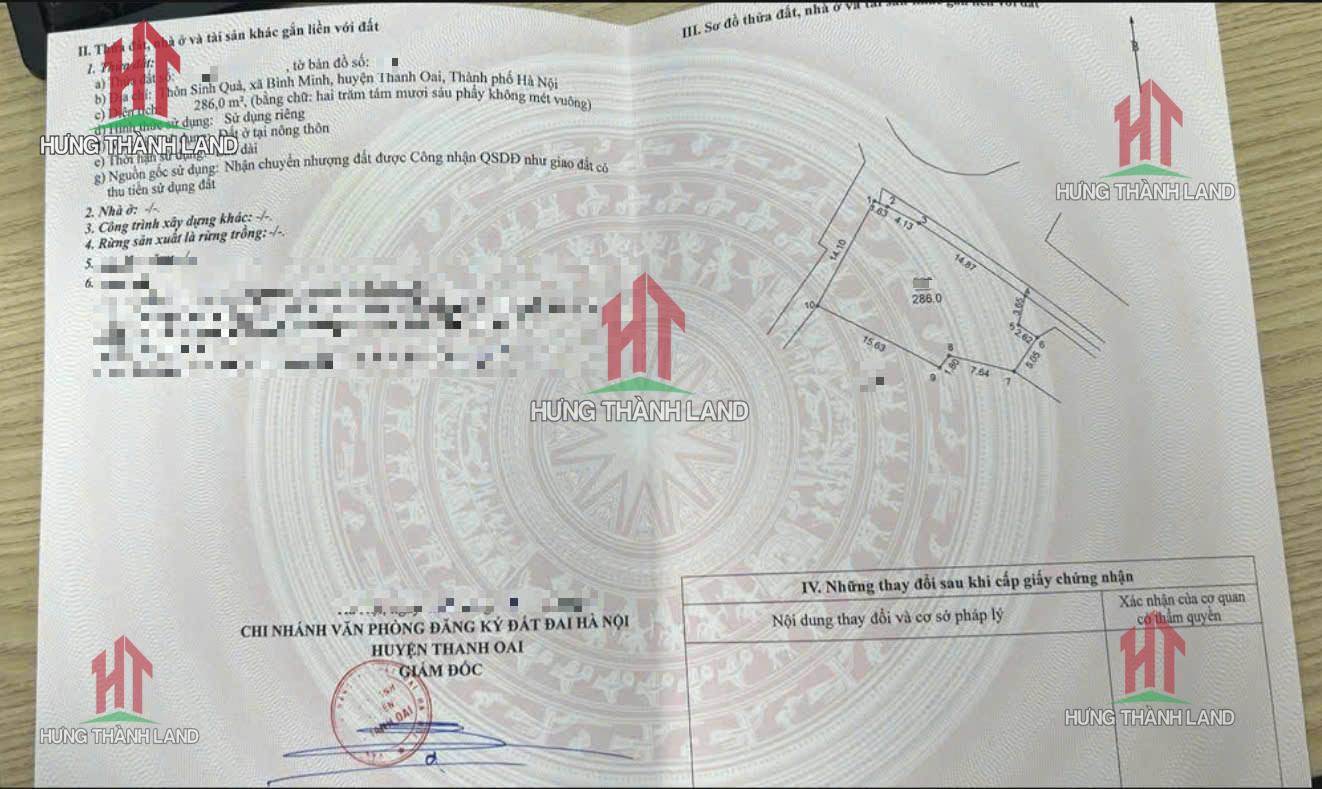 II. Thửa đất, nhà ở và tài sản khác gắn liền với đất
1. Thửa đất:
a) Thửa đất số: , tờ bản đồ số:
b) Địa chỉ: Thôn Sinh Quả, xã Bình Minh, huyện Thanh Oai, Thành phố Hà Nội
c) Diện tích: 286,0 m², (bằng chữ: hai trăm tám mươi sáu phẩy không mét vuông)
d) Hình thức sử dụng: Sử dụng riêng
Đất ở tại nông thôn
e) Thời hạn sử dụng: dài
g) Nguồn gốc sử dụng: Nhận chuyển nhượng đất được Công nhận QSDĐ như giao đất có
thu tiền sử dụng đất
2. Nhà ở: -/-.
3. Công trình xây dựng khác: -/-.
4. Rừng sản xuất là rừng trồng: -/-.
5.
6.
HT
HƯNG THÀNH LAND
CHI NHÁNH VĂN PHÒNG ĐĂNG KÝ ĐẤT ĐAI HÀ NỘI
HUYỆN THANH OAI
GIÁM ĐỐC
HT
HƯNG THÀNH LAND
HT
HƯNG THÀNH LAND
III. Sơ đồ thửa đất, nhà ở và tài sản khác gắn liền với đất
B
HT
HƯNG THÀNH LAND
1
2
3
5.63
4.13
14.10
14.87
286.0
3.65
5
2.62
6
5.05
10
15.63
8
1.80
9
7.64
7
IV. Những thay đổi sau khi cấp giấy chứng nhận
Nội dung thay đổi và cơ sở pháp lý
Xác nhận của cơ quan
có thẩm quyền
HT
HƯNG THÀNH LAND